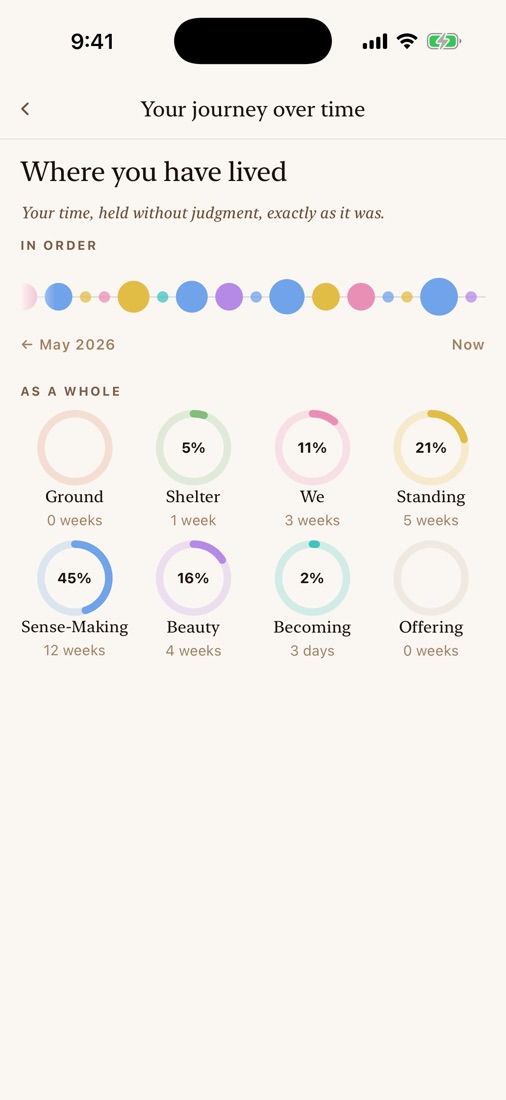 9:41
Your journey over time
Where you have lived
Your time, held without judgment, exactly as it was.
IN ORDER
← May 2026 Now
AS A WHOLE
5% 11% 21%
Ground Shelter We Standing
0 weeks 1 week 3 weeks 5 weeks
45% 16% 2%
Sense-Making Beauty Becoming Offering
12 weeks 4 weeks 3 days 0 weeks